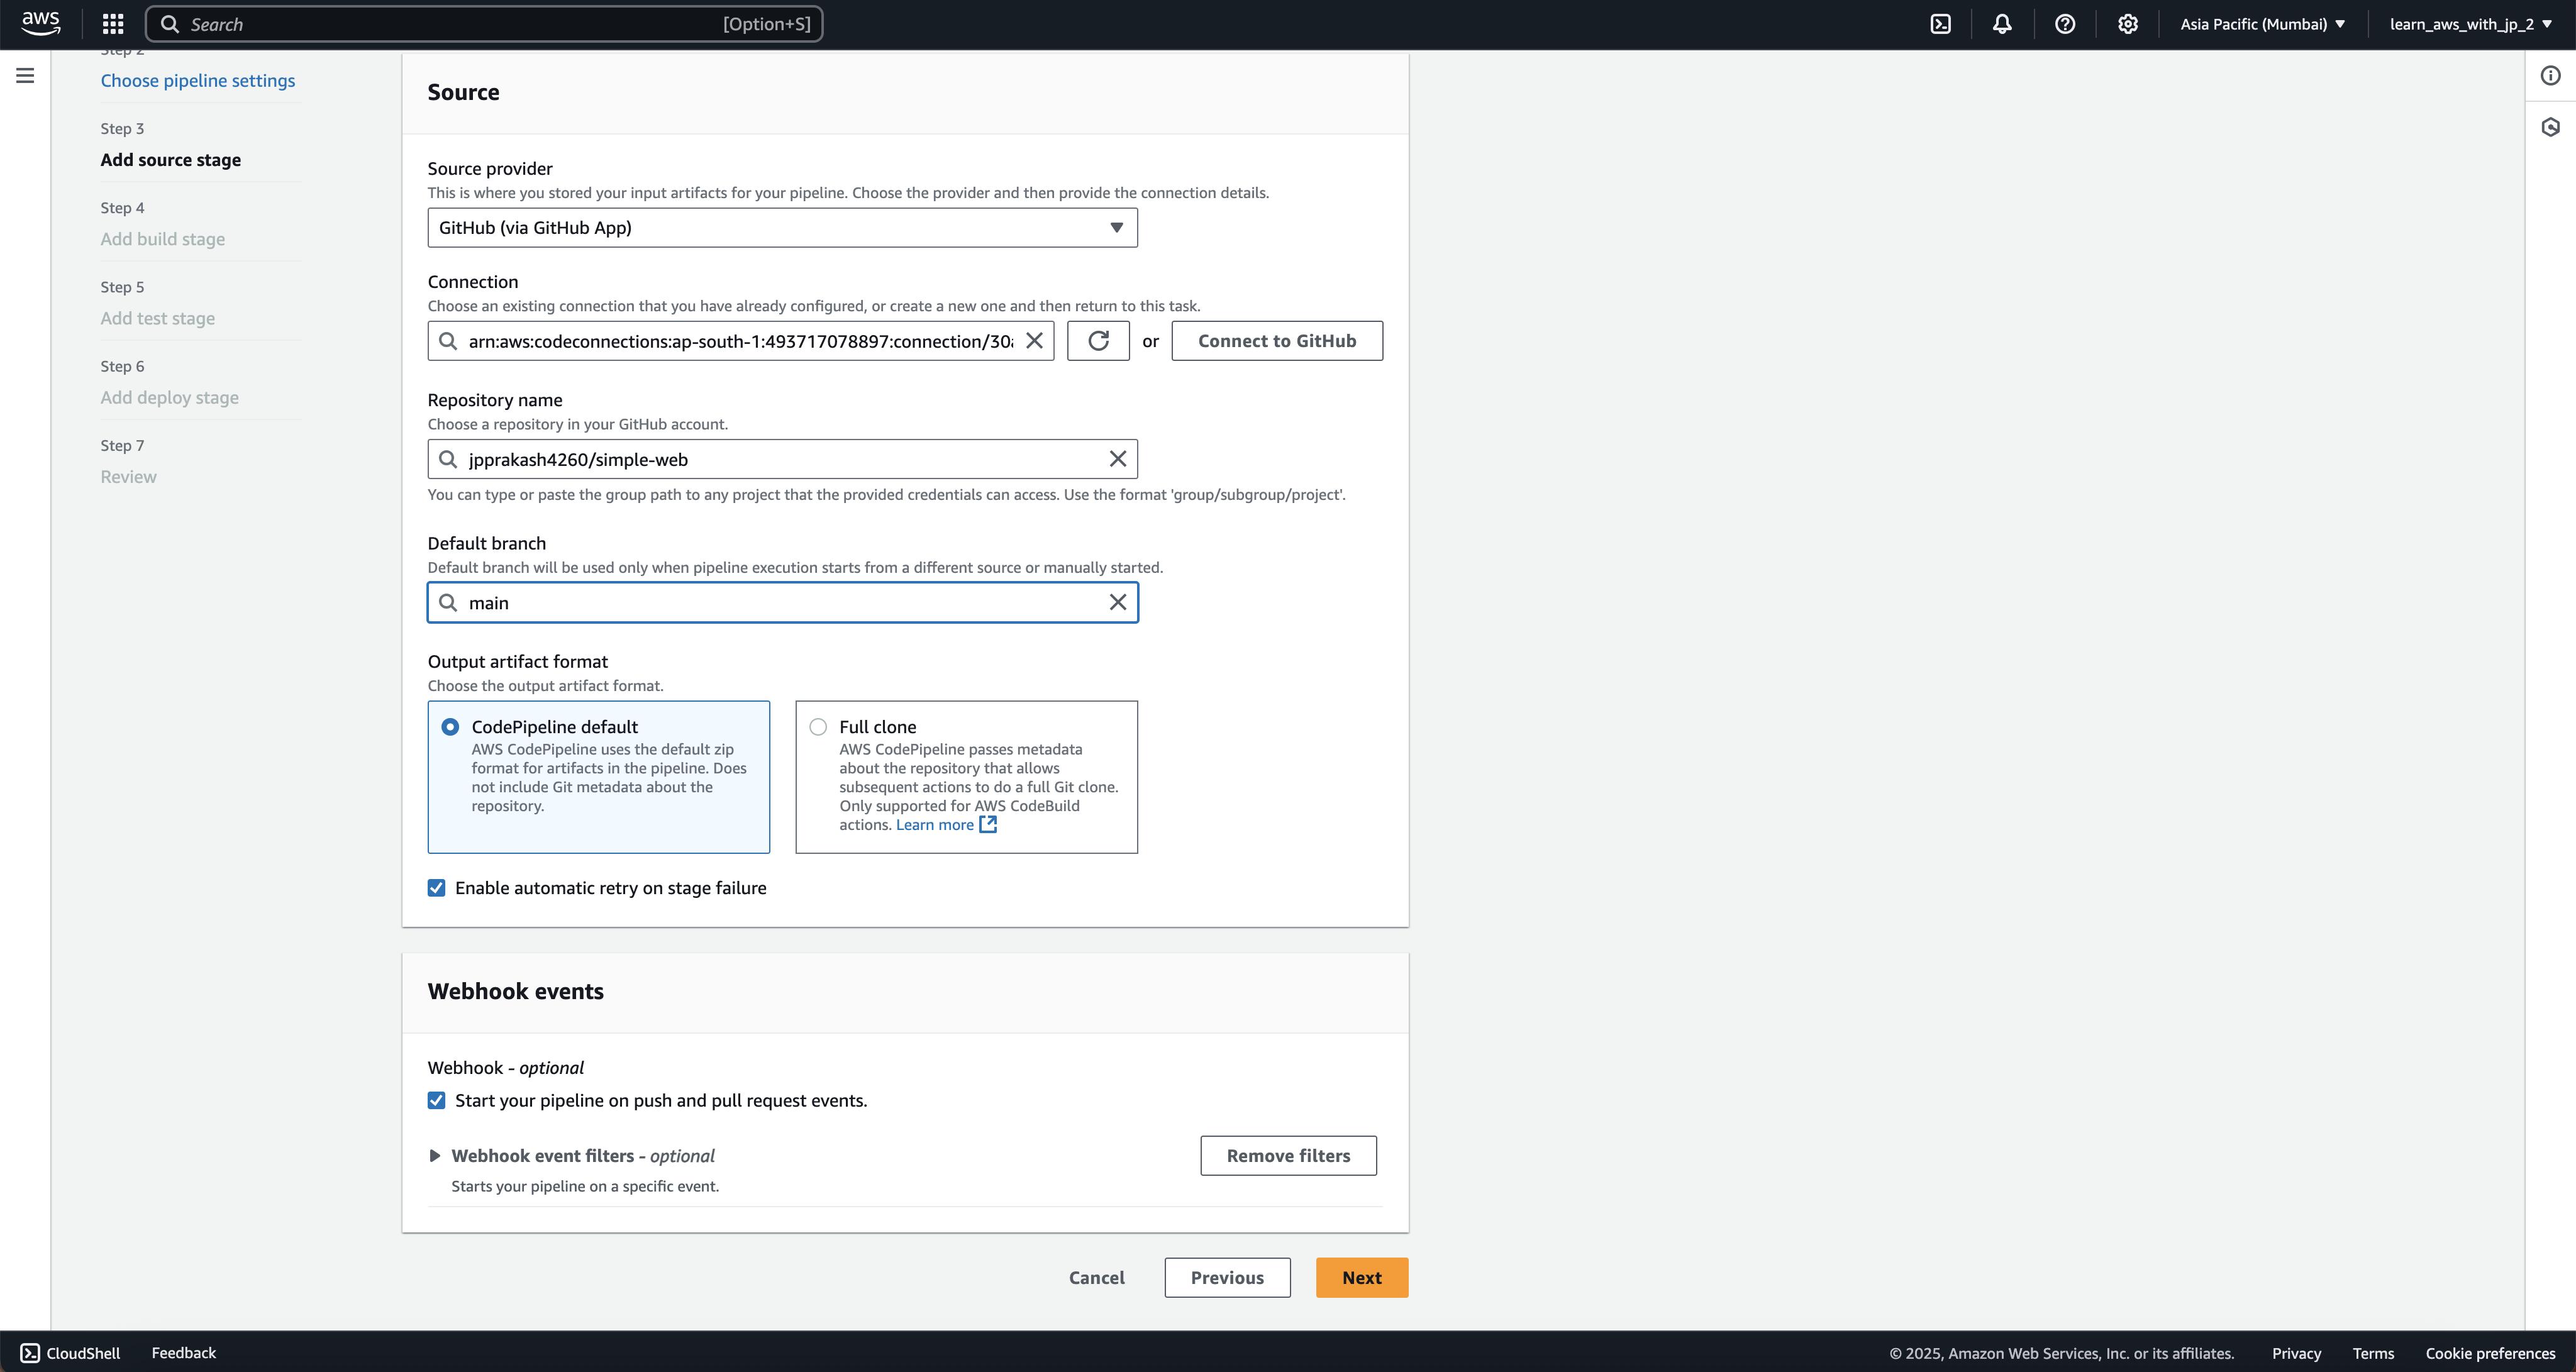 aws
Search
[Option+S]
Asia Pacific (Mumbai)
learn_aws_with_jp_2
Step 2
Choose pipeline settings
Step 3
Add source stage
Step 4
Add build stage
Step 5
Add test stage
Step 6
Add deploy stage
Step 7
Review
Source
Source provider
This is where you stored your input artifacts for your pipeline. Choose the provider and then provide the connection details.
GitHub (via GitHub App)
Connection
Choose an existing connection that you have already configured, or create a new one and then return to this task.
arn:aws:codeconnections:ap-south-1:493717078897:connection/30
or
Connect to GitHub
Repository name
Choose a repository in your GitHub account.
jpprakash4260/simple-web
You can type or paste the group path to any project that the provided credentials can access. Use the format 'group/subgroup/project'.
Default branch
Default branch will be used only when pipeline execution starts from a different source or manually started.
main
Output artifact format
Choose the output artifact format.
CodePipeline default
AWS CodePipeline uses the default zip
format for artifacts in the pipeline. Does
not include Git metadata about the
repository.
Full clone
AWS CodePipeline passes metadata
about the repository that allows
subsequent actions to do a full Git clone.
Only supported for AWS CodeBuild
actions. Learn more
Enable automatic retry on stage failure
Webhook events
Webhook - optional
Start your pipeline on push and pull request events.
Webhook event filters - optional
Remove filters
Starts your pipeline on a specific event.
Cancel
Previous
Next
CloudShell
Feedback
© 2025, Amazon Web Services, Inc. or its affiliates.
Privacy
Terms
Cookie preferences